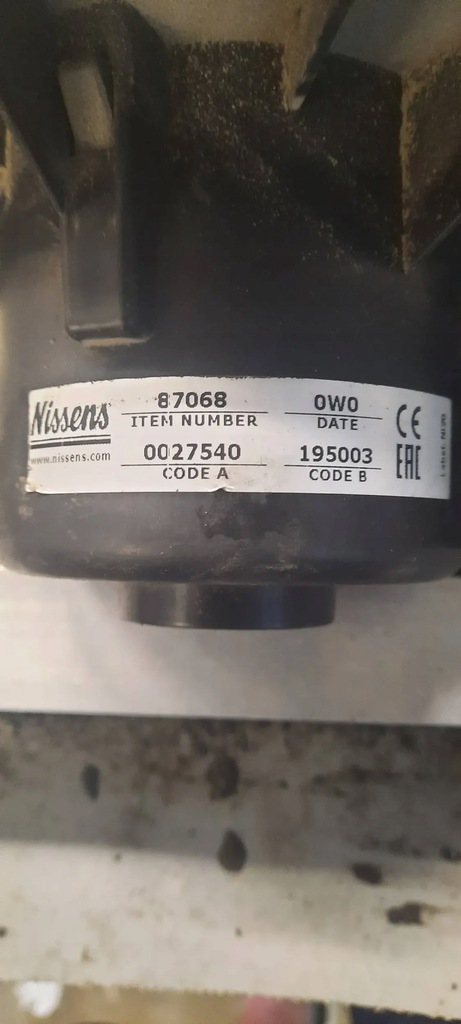 Nissens
www.nissens.com
87068
ITEM NUMBER
0W0
DATE
0027540
CODE A
195003
CODE B
CE
EAC